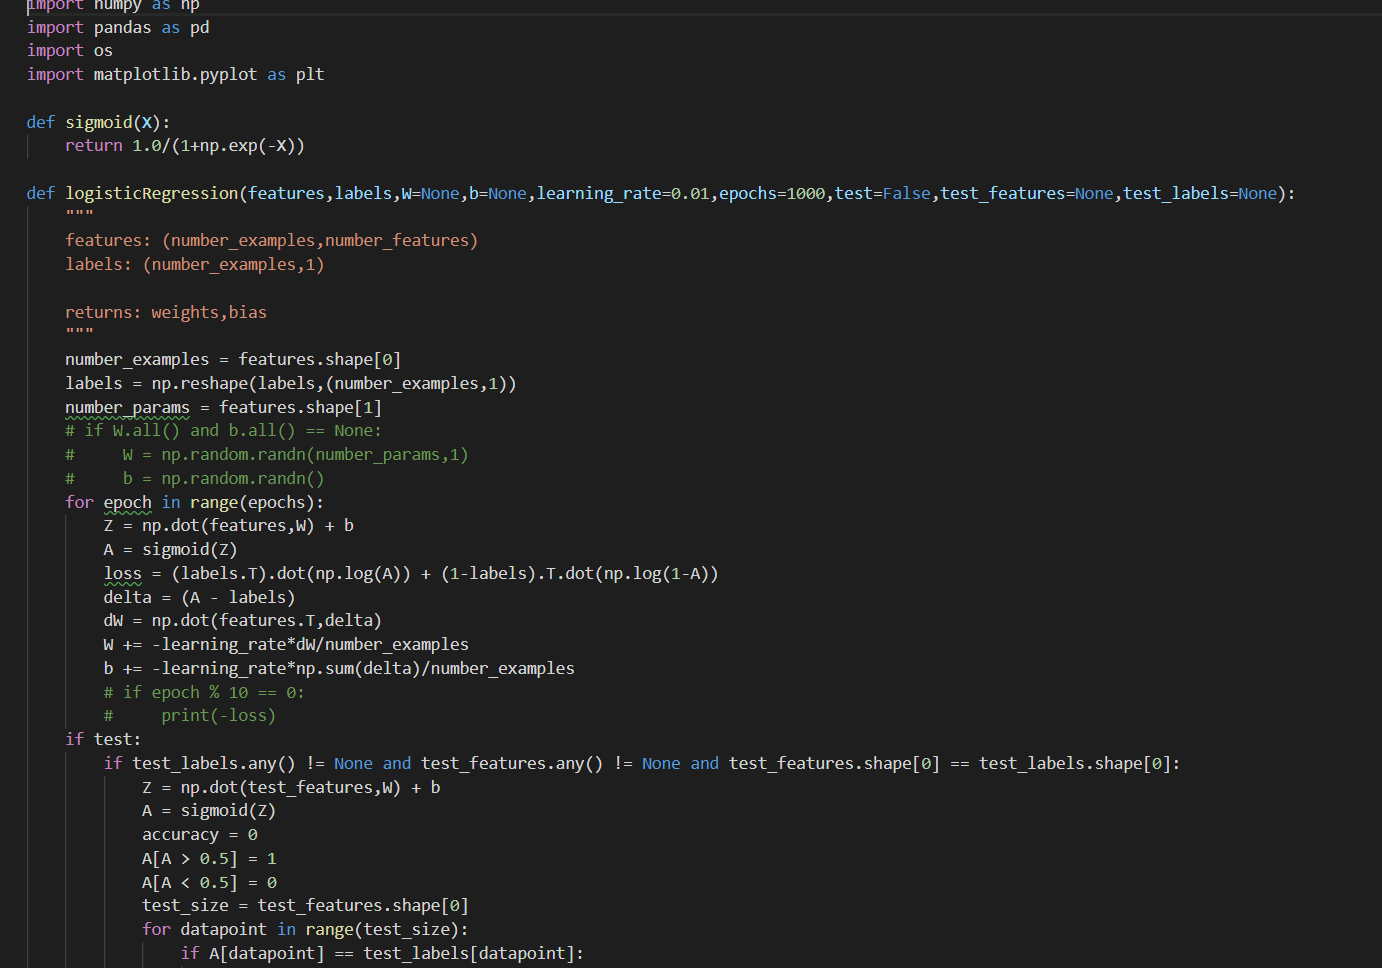 import numpy as np
import pandas as pd
import os
import matplotlib.pyplot as plt

def sigmoid(X):
    return 1.0/(1+np.exp(-X))

def logisticRegression(features,labels,W=None,b=None,learning_rate=0.01,epochs=1000,test=False,test_features=None,test_labels=None):
    """
    features: (number_examples,number_features)
    labels: (number_examples,1)

    returns: weights,bias
    """
    number_examples = features.shape[0]
    labels = np.reshape(labels,(number_examples,1))
    number_params = features.shape[1]
    # if W.all() and b.all() == None:
    #     W = np.random.randn(number_params,1)
    #     b = np.random.randn()
    for epoch in range(epochs):
        Z = np.dot(features,W) + b
        A = sigmoid(Z)
        loss = (labels.T).dot(np.log(A)) + (1-labels).T.dot(np.log(1-A))
        delta = (A - labels)
        dW = np.dot(features.T,delta)
        W += -learning_rate*dW/number_examples
        b += -learning_rate*np.sum(delta)/number_examples
        # if epoch % 10 == 0:
        #     print(-loss)
    if test:
        if test_labels.any() != None and test_features.any() != None and test_features.shape[0] == test_labels.shape[0]:
            Z = np.dot(test_features,W) + b
            A = sigmoid(Z)
            accuracy = 0
            A[A > 0.5] = 1
            A[A < 0.5] = 0
            test_size = test_features.shape[0]
            for datapoint in range(test_size):
                if A[datapoint] == test_labels[datapoint]: